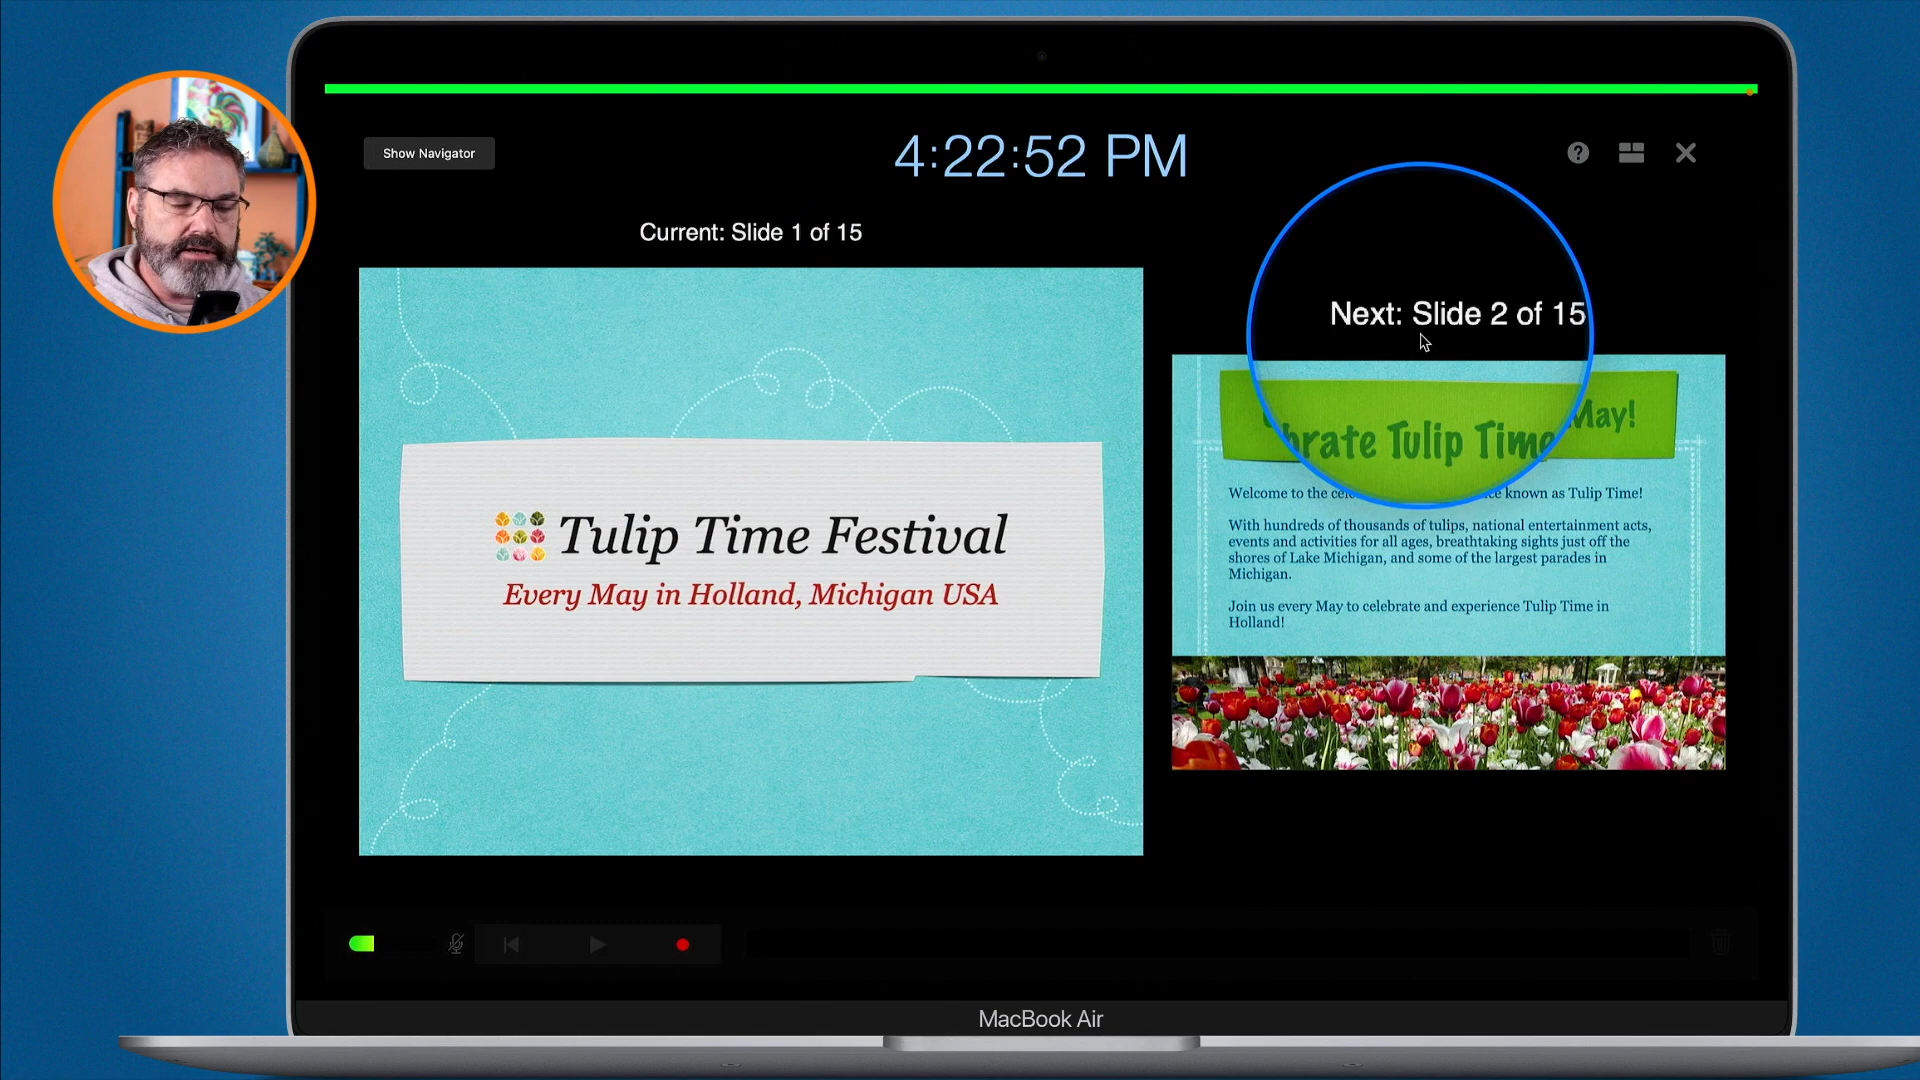 Show Navigator
4:22:52 PM
Current: Slide 1 of 15
Next: Slide 2 of 15
Tulip Time Festival
Every May in Holland, Michigan USA
brate Tulip Time May!
Welcome to the known as Tulip Time!
With hundreds of thousands of tulips, national entertainment acts,
events and activities for all ages, breathtaking sights just off the
shores of Lake Michigan, and some of the largest parades in
Michigan.
Join us every May to celebrate and experience Tulip Time in
Holland!
MacBook Air